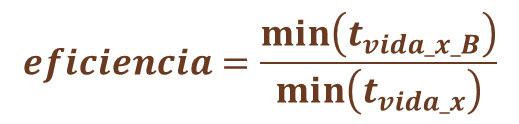 eficiencia = min(t_vida_x_B) / min(t_vida_x)